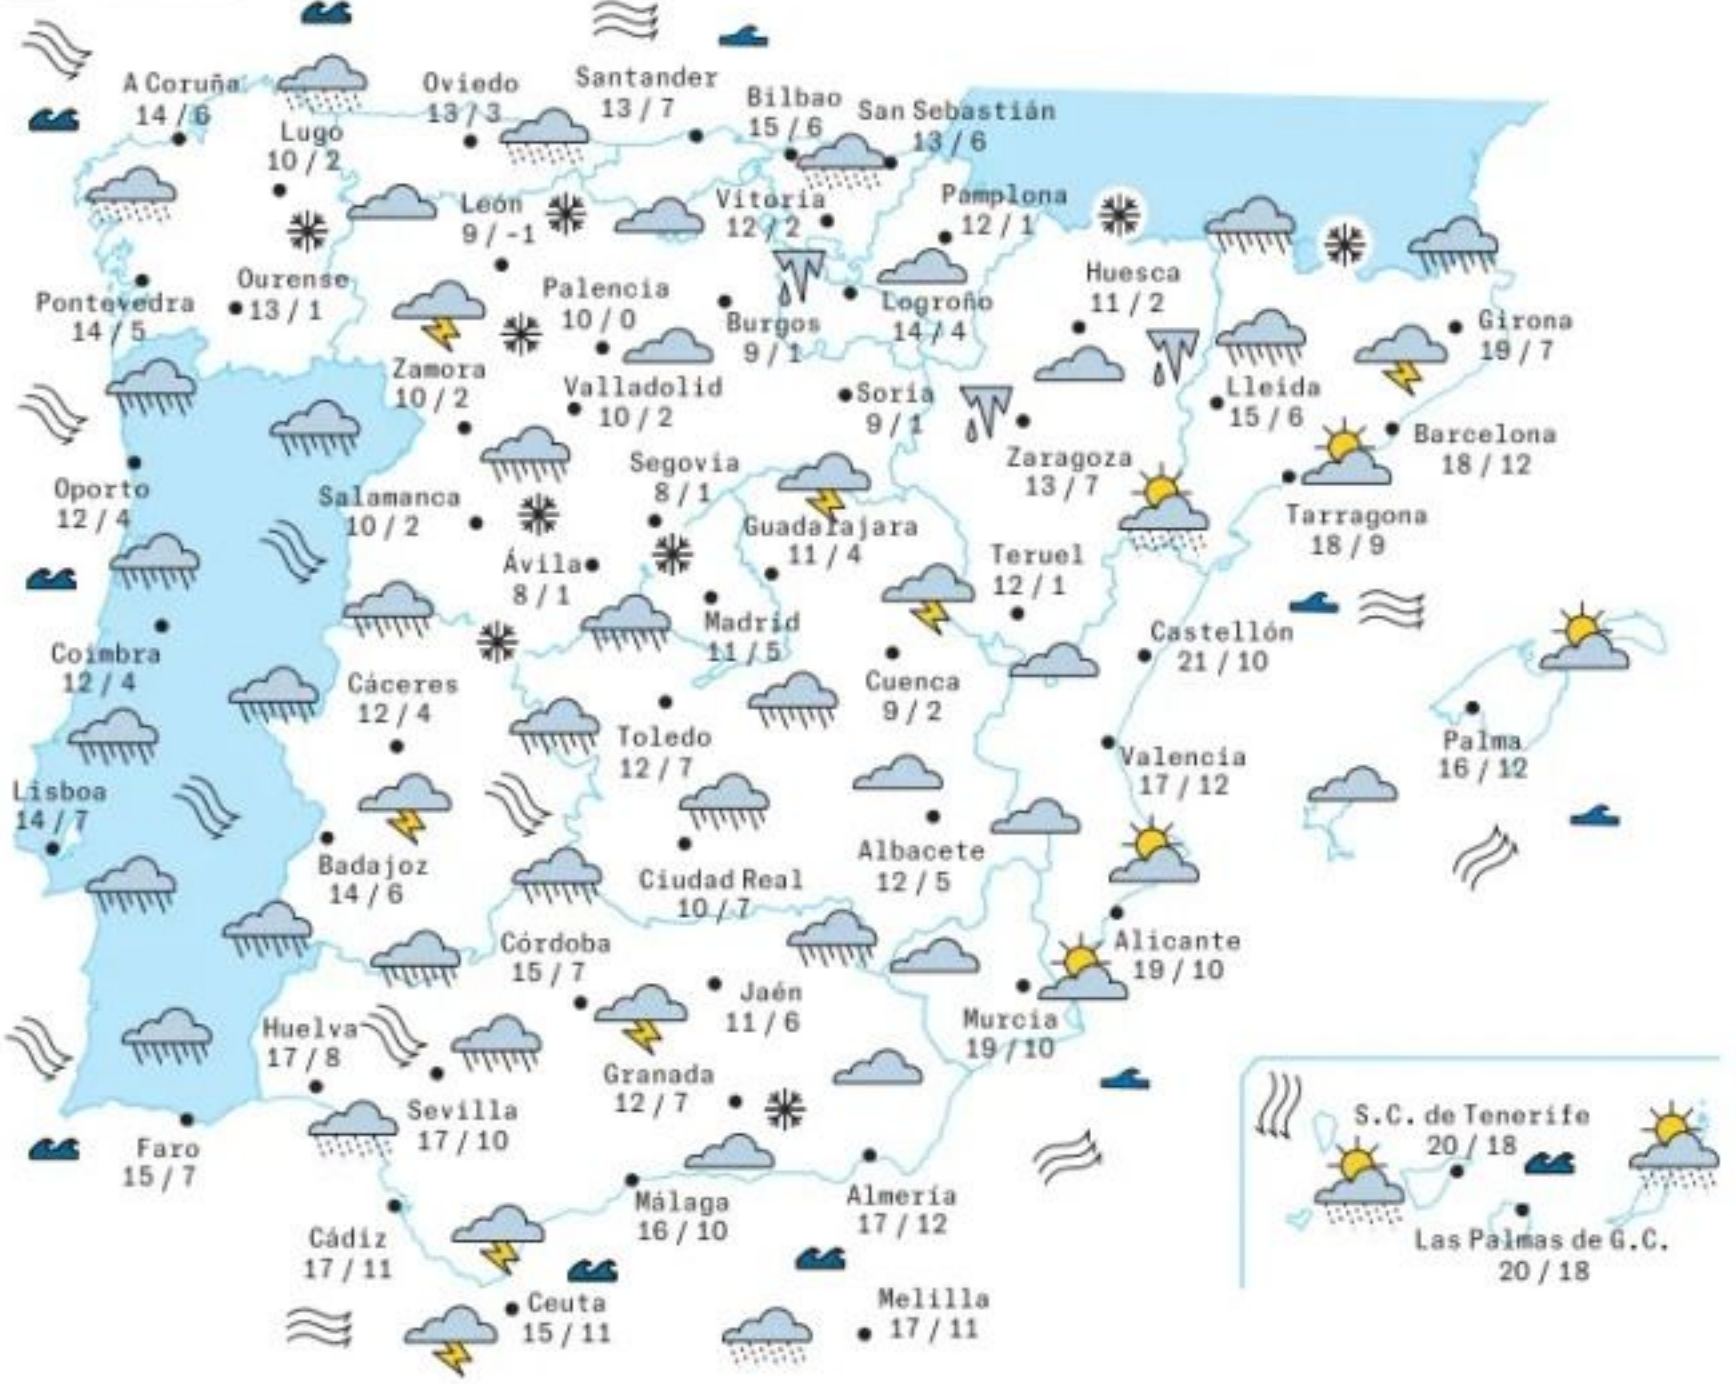 A Coruña
14 / 6
Lugo
10 / 2
Oviedo
13 / 3
Santander
13 / 7
Bilbao
15 / 6
San Sebastián
13 / 6
Pontevedra
14 / 5
Ourense
13 / 1
León
9 / -1
Vitoria
12 / 2
Pamplona
12 / 1
Palencia
10 / 0
Burgos
9 / 1
Logroño
14 / 4
Huesca
11 / 2
Girona
19 / 7
Zamora
10 / 2
Valladolid
10 / 2
Soria
9 / 1
Lleida
15 / 6
Barcelona
18 / 12
Oporto
12 / 4
Salamanca
10 / 2
Segovia
8 / 1
Zaragoza
13 / 7
Tarragona
18 / 9
Ávila
8 / 1
Guadalajara
11 / 4
Teruel
12 / 1
Coimbra
12 / 4
Madrid
11 / 5
Castellón
21 / 10
Cáceres
12 / 4
Toledo
12 / 7
Cuenca
9 / 2
Valencia
17 / 12
Palma
16 / 12
Lisboa
14 / 7
Badajoz
14 / 6
Ciudad Real
10 / 7
Albacete
12 / 5
Córdoba
15 / 7
Jaén
11 / 6
Alicante
19 / 10
Murcia
19 / 10
Huelva
17 / 8
Granada
12 / 7
Faro
15 / 7
Sevilla
17 / 10
Málaga
16 / 10
Almería
17 / 12
S.C. de Tenerife
20 / 18
Las Palmas de G.C.
20 / 18
Cádiz
17 / 11
Ceuta
15 / 11
Melilla
17 / 11